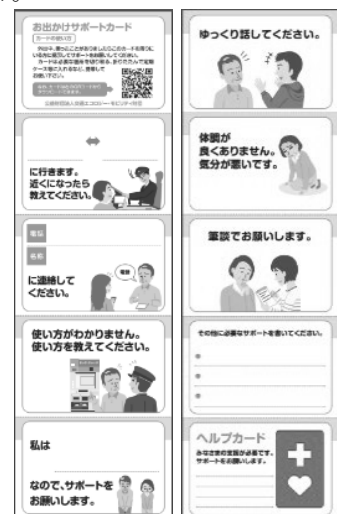 お出かけサポートカード
カードの使い方
に行きます。
近くになったら
教えてください。
電話
名前
に連絡して
ください。
電話
使い方がわかりません。
使い方を教えてください。
私は
なので、サポートを
お願いします。
ゆっくり話してください。
体調が
良くありません。
気分が悪いです。
筆談でお願いします。
その他に必要なサポートを書いてください。
ヘルプカード
みなさまの支援が必要です。
サポートをお願いします。